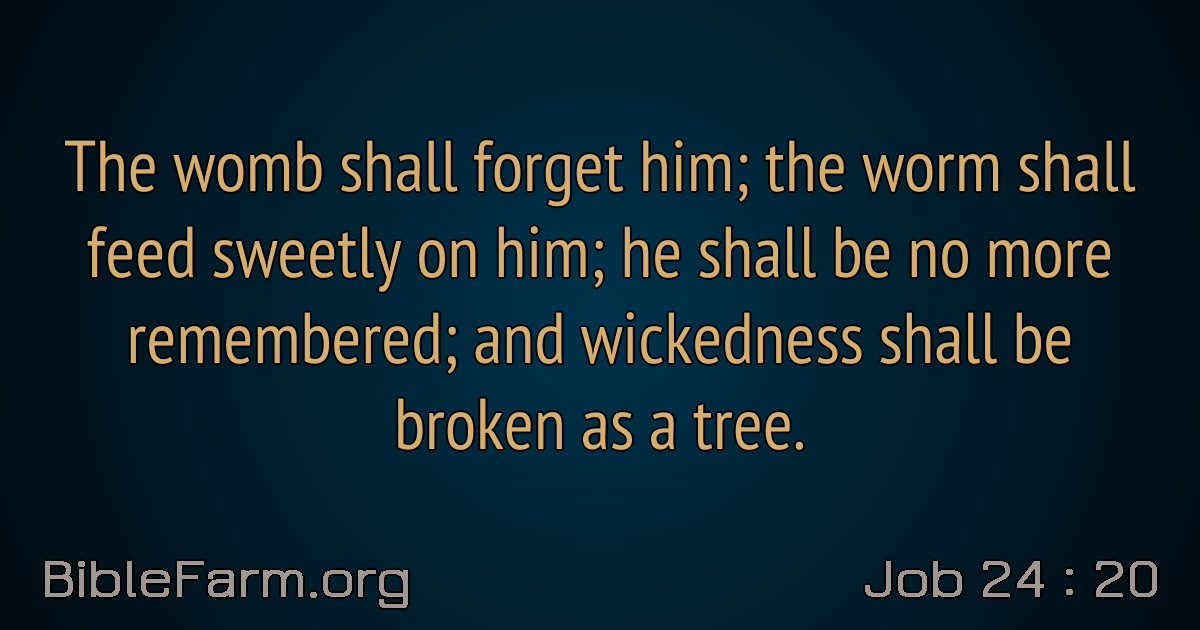 The womb shall forget him; the worm shall
feed sweetly on him; he shall be no more
remembered; and wickedness shall be
broken as a tree.
BibleFarm.org
Job 24 : 20